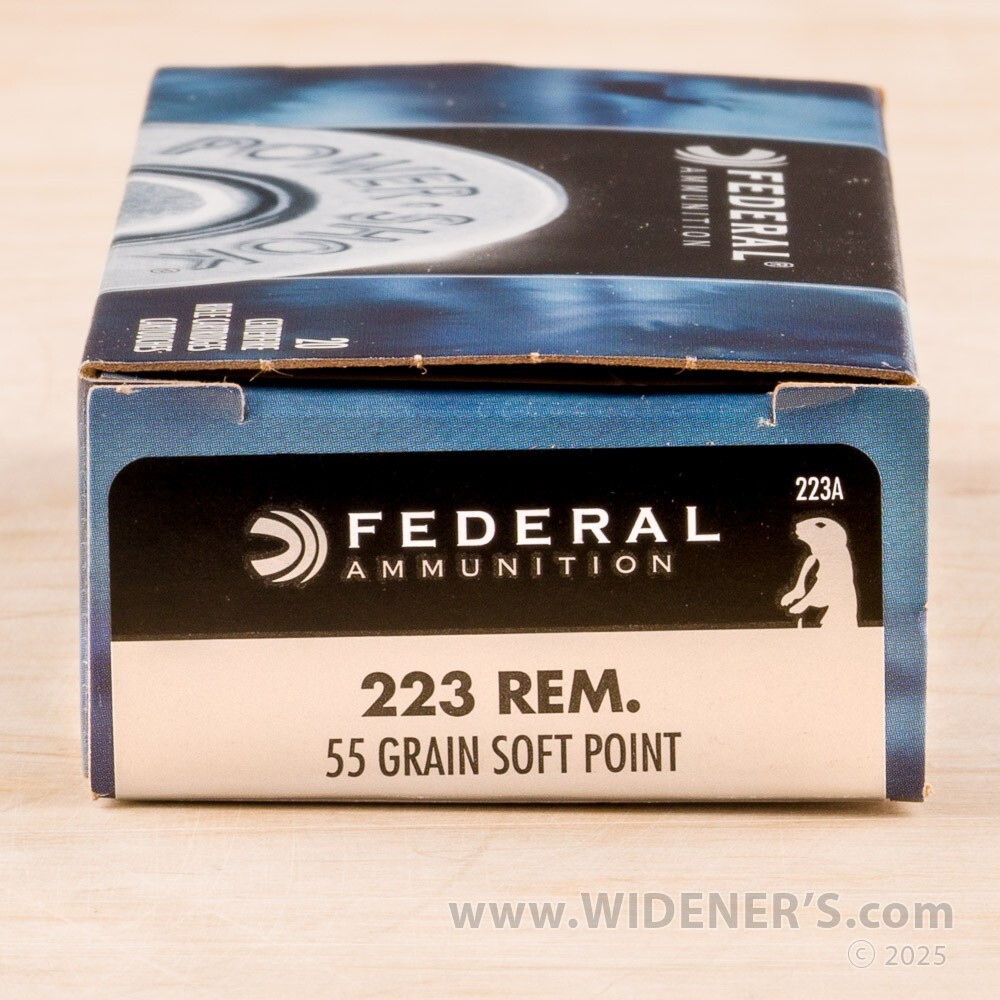 POWER·SHOK®
FEDERAL®
AMMUNITION
20
CENTERFIRE
RIFLE CARTRIDGES
CARTOUCHES
223A
FEDERAL
AMMUNITION
223 REM.
55 GRAIN SOFT POINT
www.WIDENER'S.com
© 2025